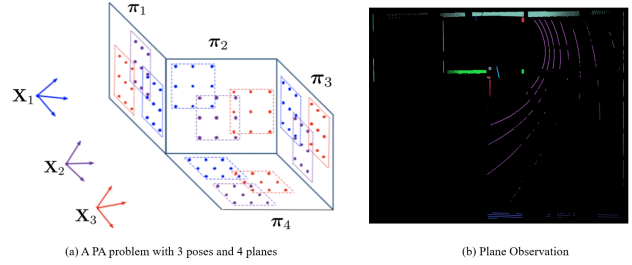 π₁
π₂
π₃
X₁
X₂
X₃
π₄
(a) A PA problem with 3 poses and 4 planes
(b) Plane Observation